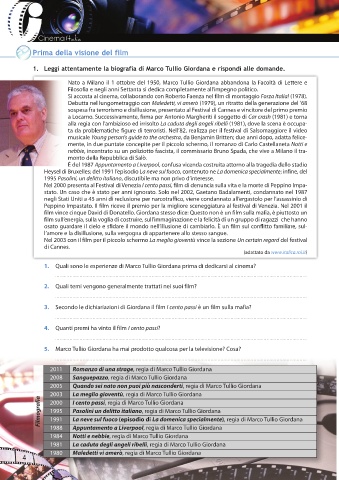 Cinema Italia
Prima della visione del film
1. Leggi attentamente la biografia di Marco Tullio Giordana e rispondi alle domande.
Nato a Milano il 1 ottobre del 1950, Marco Tullio Giordana abbandona la Facoltà di Lettere e
Filosofia e negli anni Settanta si dedica completamente all'impegno politico.
Si accosta al cinema, collaborando con Roberto Faenza nel film di montaggio Forza Italia! (1978).
Debutta nel lungometraggio con Maledetti, vi amerò (1979), un ritratto della generazione del '68
sospesa fra terrorismo e disillusione, presentato al Festival di Cannes e vincitore del primo premio
a Locarno. Successivamente, firma per Antonio Margheriti il soggetto di Car crash (1981) e torna
alla regia con l'ambizioso ed irrisolto La caduta degli angeli ribelli (1981), dove la scena è occupa-
ta da problematiche figure di terroristi. Nell'82, realizza per il festival di Salsomaggiore il video
musicale Young person's guide to the orchestra, da Benjamin Britten; due anni dopo, adatta felice-
mente, in due puntate concepite per il piccolo schermo, il romanzo di Carlo Castellaneta Notti e
nebbie, incentrato su un poliziotto fascista, il commissario Bruno Spada, che vive a Milano il tra-
monto della Repubblica di Salò.
È del 1987 Appuntamento a Liverpool, confusa vicenda costruita attorno alla tragedia dello stadio
Heysel di Bruxelles; del 1991 l'episodio La neve sul fuoco, contenuto ne La domenica specialmente; infine, del
1995 Pasolini, un delitto italiano, discutibile ma non privo d'interesse.
Nel 2000 presenta al Festival di Venezia I cento passi, film di denuncia sulla vita e la morte di Peppino Impa-
stato. Un caso che è stato per anni ignorato. Solo nel 2002, Gaetano Badalamenti, condannato nel 1987
negli Stati Uniti a 45 anni di reclusione per narcotraffico, viene condannato all'ergastolo per l'assassinio di
Peppino Impastato. Il film riceve il premio per la migliore sceneggiatura al festival di Venezia. Nel 2001 il
film vince cinque David di Donatello. Giordana stesso dice: Questo non è un film sulla mafia, è piuttosto un
film sull'energia, sulla voglia di costruire, sull'immaginazione e la felicità di un gruppo di ragazzi che hanno
osato guardare il cielo e sfidare il mondo nell'illusione di cambiarlo. È un film sul conflitto familiare, sul-
l'amore e la disillusione, sulla vergogna di appartenere allo stesso sangue.
Nel 2003 con il film per il piccolo schermo La meglio gioventù vince la sezione Un certain regard del festival
di Cannes.
1. Quali sono le esperienze di Marco Tullio Giordana prima di dedicarsi al cinema?
2. Quali temi vengono generalmente trattati nei suoi film?
3. Secondo le dichiarazioni di Giordana il film I cento passi è un film sulla mafia?
4. Quanti premi ha vinto il film I cento passi?
5. Marco Tullio Giordana ha mai prodotto qualcosa per la televisione? Cosa?
Filmografia
2011 Romanzo di una strage, regia di Marco Tullio Giordana
2008 Sanguepazzo, regia di Marco Tullio Giordana
2005 Quando sei nato non puoi più nasconderti, regia di Marco Tullio Giordana
2003 La meglio gioventù, regia di Marco Tullio Giordana
2000 I cento passi, regia di Marco Tullio Giordana
1995 Pasolini un delitto italiano, regia di Marco Tullio Giordana
1991 La neve sul fuoco (episodio di La domenica specialmente), regia di Marco Tullio Giordana
1988 Appuntamento a Liverpool, regia di Marco Tullio Giordana
1984 Notti e nebbie, regia di Marco Tullio Giordana
1981 La caduta degli angeli ribelli, regia di Marco Tullio Giordana
1980 Maledetti vi amerò, regia di Marco Tullio Giordana